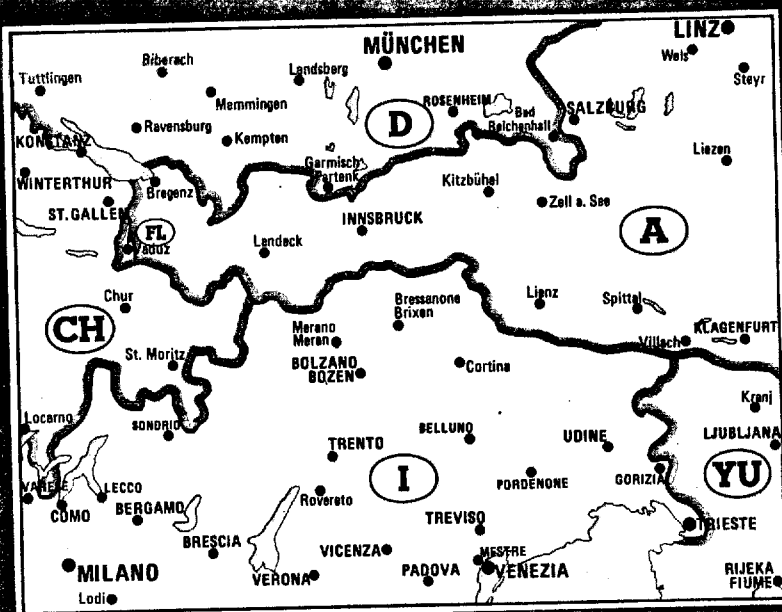 LINZ
MÜNCHEN
Biberach
Wels
Landsberg
Tuttlingen
Steyr
Memmingen
ROSENHEIM
SALZBURG
D
Bad
Reichenhall
Ravensburg
Kempten
KONSTANZ
Liezen
Garmisch
Partenk
WINTERTHUR
Bregenz
Kitzbühel
Zell a. See
ST. GALLEN
INNSBRUCK
FL
A
Vaduz
Landeck
Chur
Bressanone
Brixen
Lienz
Spittal
CH
Merano
Meran
KLAGENFURT
Villach
St. Moritz
BOLZANO
BOZEN
Cortina
Kranj
Locarno
SONDRIO
BELLUNO
UDINE
LJUBLJANA
TRENTO
I
YU
PORDENONE
GORIZIA
VARESE
LECCO
Rovereto
COMO
BERGAMO
TREVISO
TRIESTE
BRESCIA
VICENZA
MESTRE
MILANO
VERONA
PADOVA
VENEZIA
RIJEKA
FIUME
Lodi